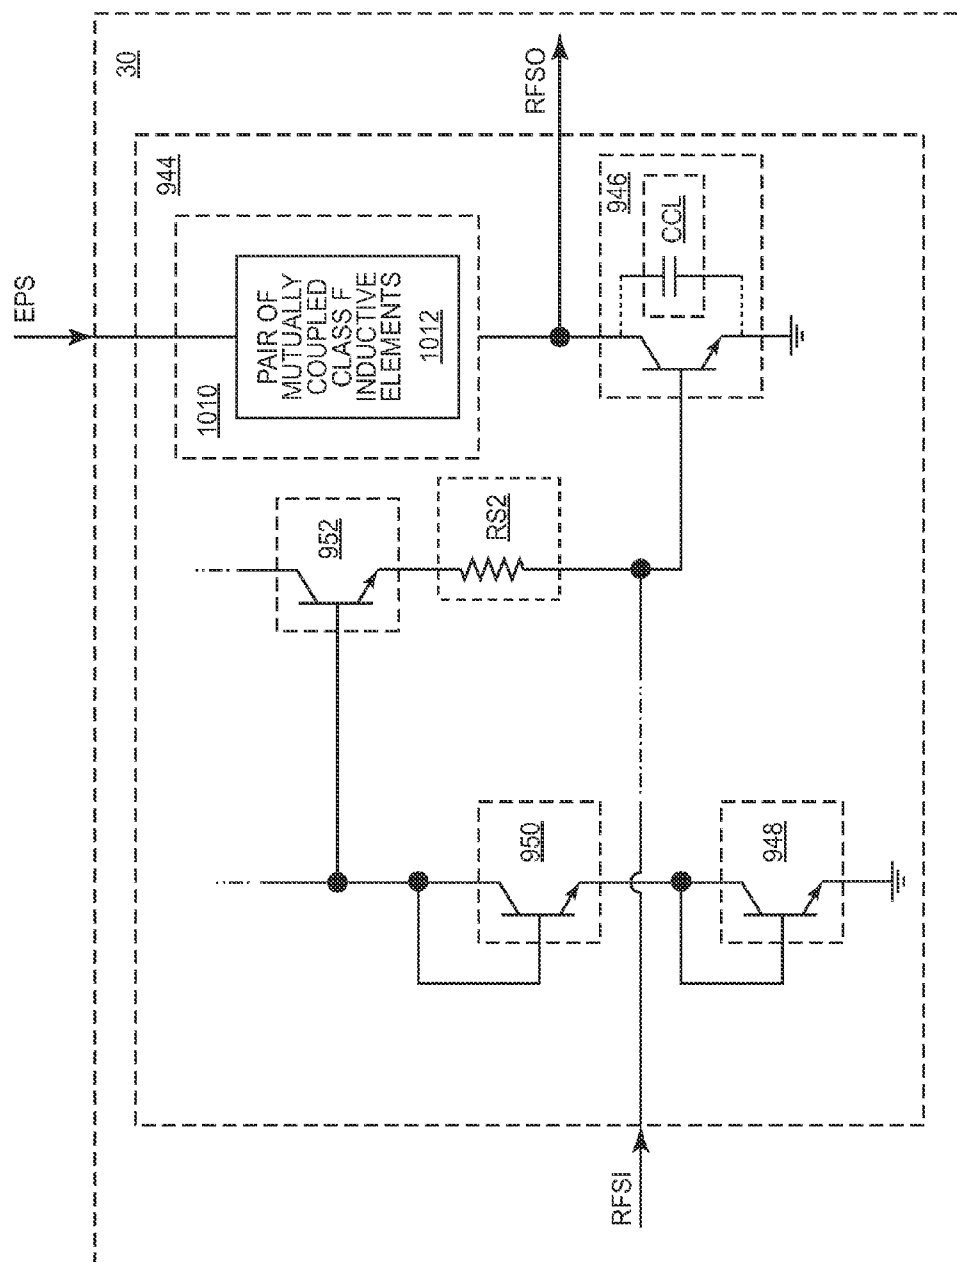 EPS
30
944
1010
PAIR OF
MUTUALLY
COUPLED
CLASS F
INDUCTIVE
ELEMENTS
1012
RFSO
946
CCL
952
RS2
950
948
RFSI